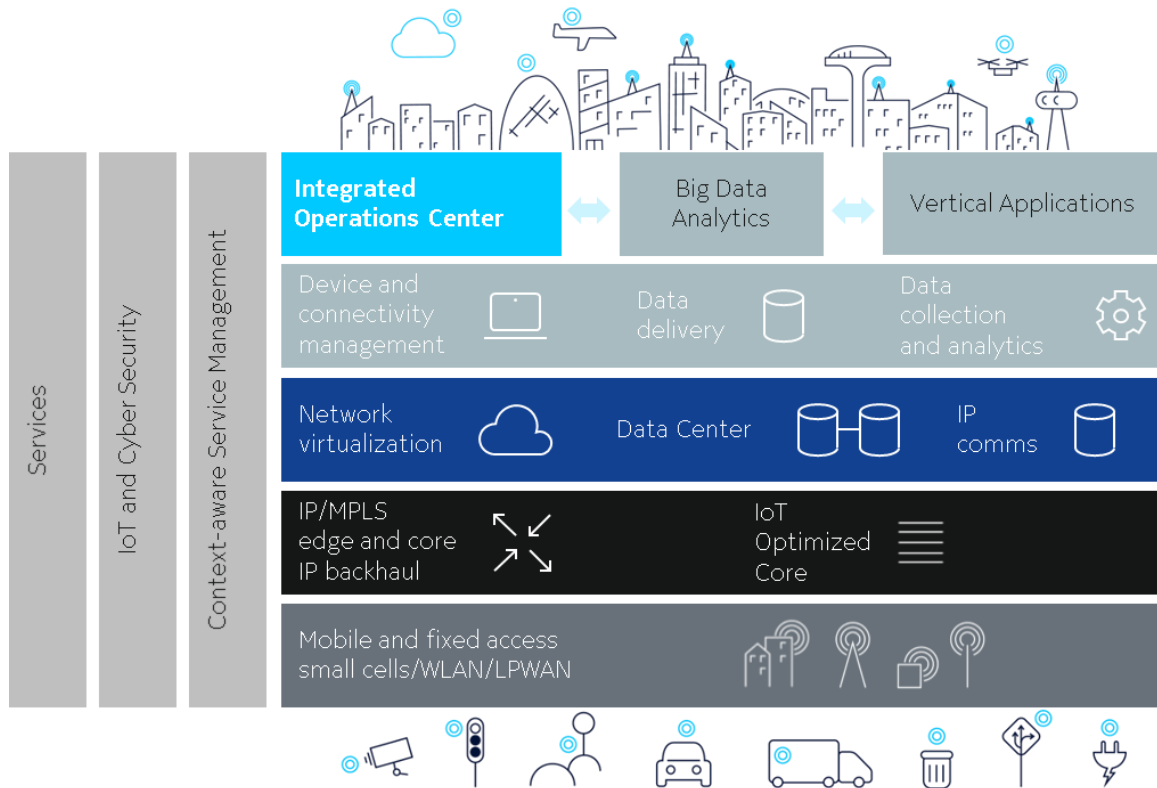 Services
IoT and Cyber Security
Context-aware Service Management
Integrated
Operations Center
Big Data
Analytics
Vertical Applications
Device and
connectivity
management
Data
delivery
Data
collection
and analytics
Network
virtualization
Data Center
IP
comms
IP/MPLS
edge and core
IP backhaul
IoT
Optimized
Core
Mobile and fixed access
small cells/WLAN/LPWAN